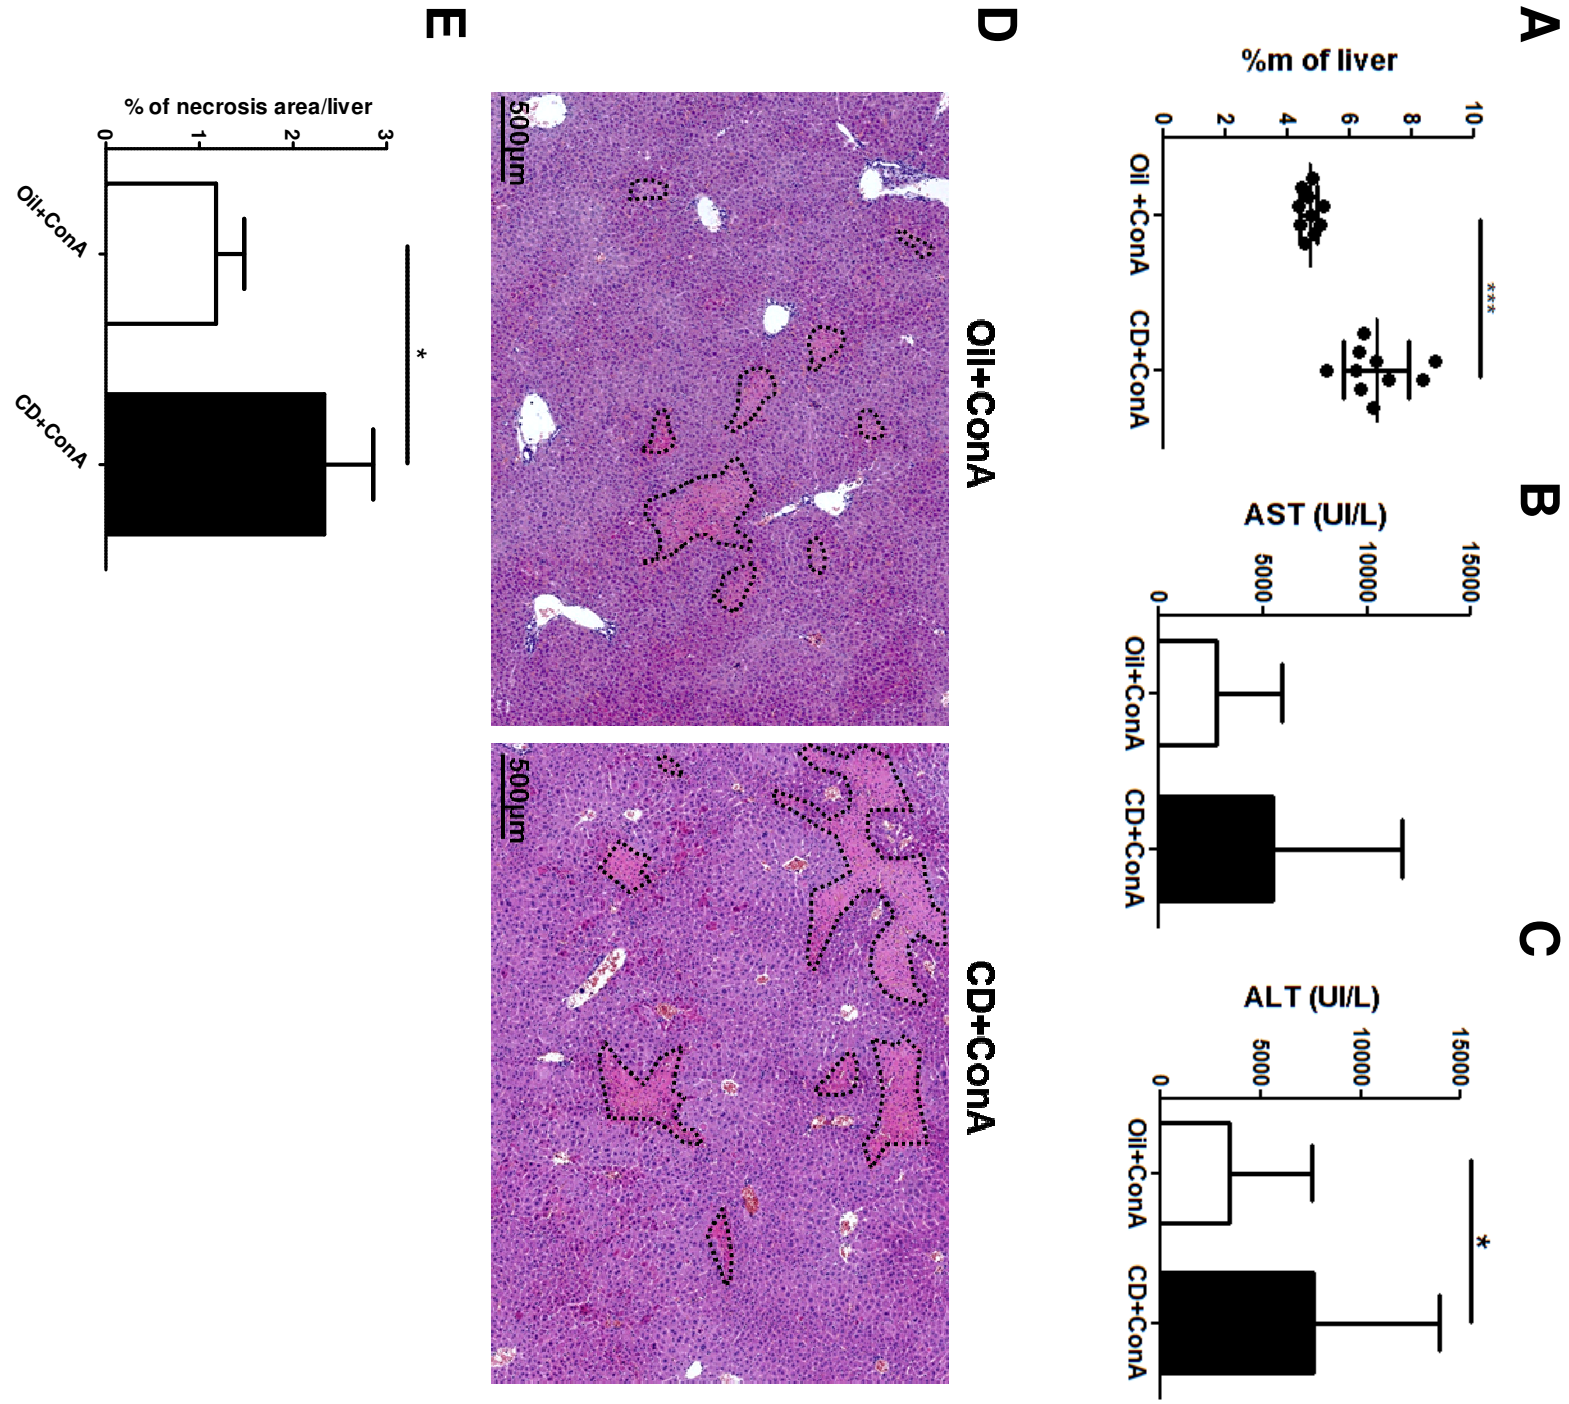 A
%m of liver
10
8
6
4
2
0
Oil +ConA
CD+ConA
***
B
AST (UI/L)
15000
10000
5000
0
Oil+ConA
CD+ConA
C
ALT (UI/L)
15000
10000
5000
0
Oil+ConA
CD+ConA
*
D
Oil+ConA
CD+ConA
500µm
500µm
E
% of necrosis area/liver
3
2
1
0
Oil+ConA
CD+ConA
*